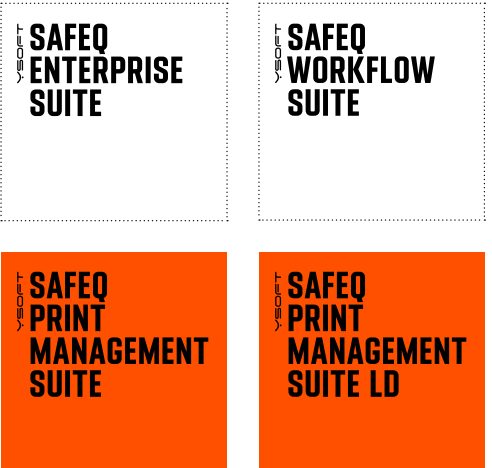 YSOFT
SAFEQ
ENTERPRISE
SUITE
YSOFT
SAFEQ
WORKFLOW
SUITE
YSOFT
SAFEQ
PRINT
MANAGEMENT
SUITE
YSOFT
SAFEQ
PRINT
MANAGEMENT
SUITE LD